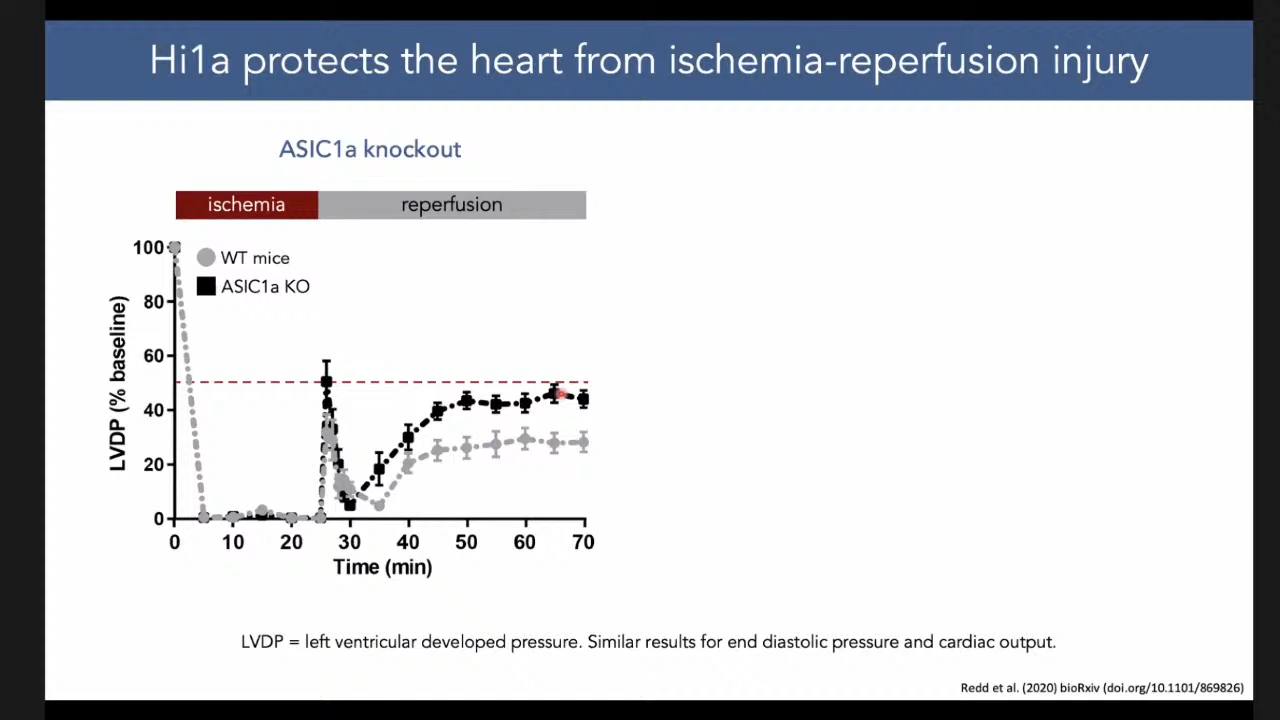 Hi1a protects the heart from ischemia-reperfusion injury
ASIC1a knockout
ischemia
reperfusion
WT mice
ASIC1a KO
LVDP (% baseline)
100
80
60
40
20
0
0 10 20 30 40 50 60 70
Time (min)
LVDP = left ventricular developed pressure. Similar results for end diastolic pressure and cardiac output.
Redd et al. (2020) bioRxiv (doi.org/10.1101/869826)